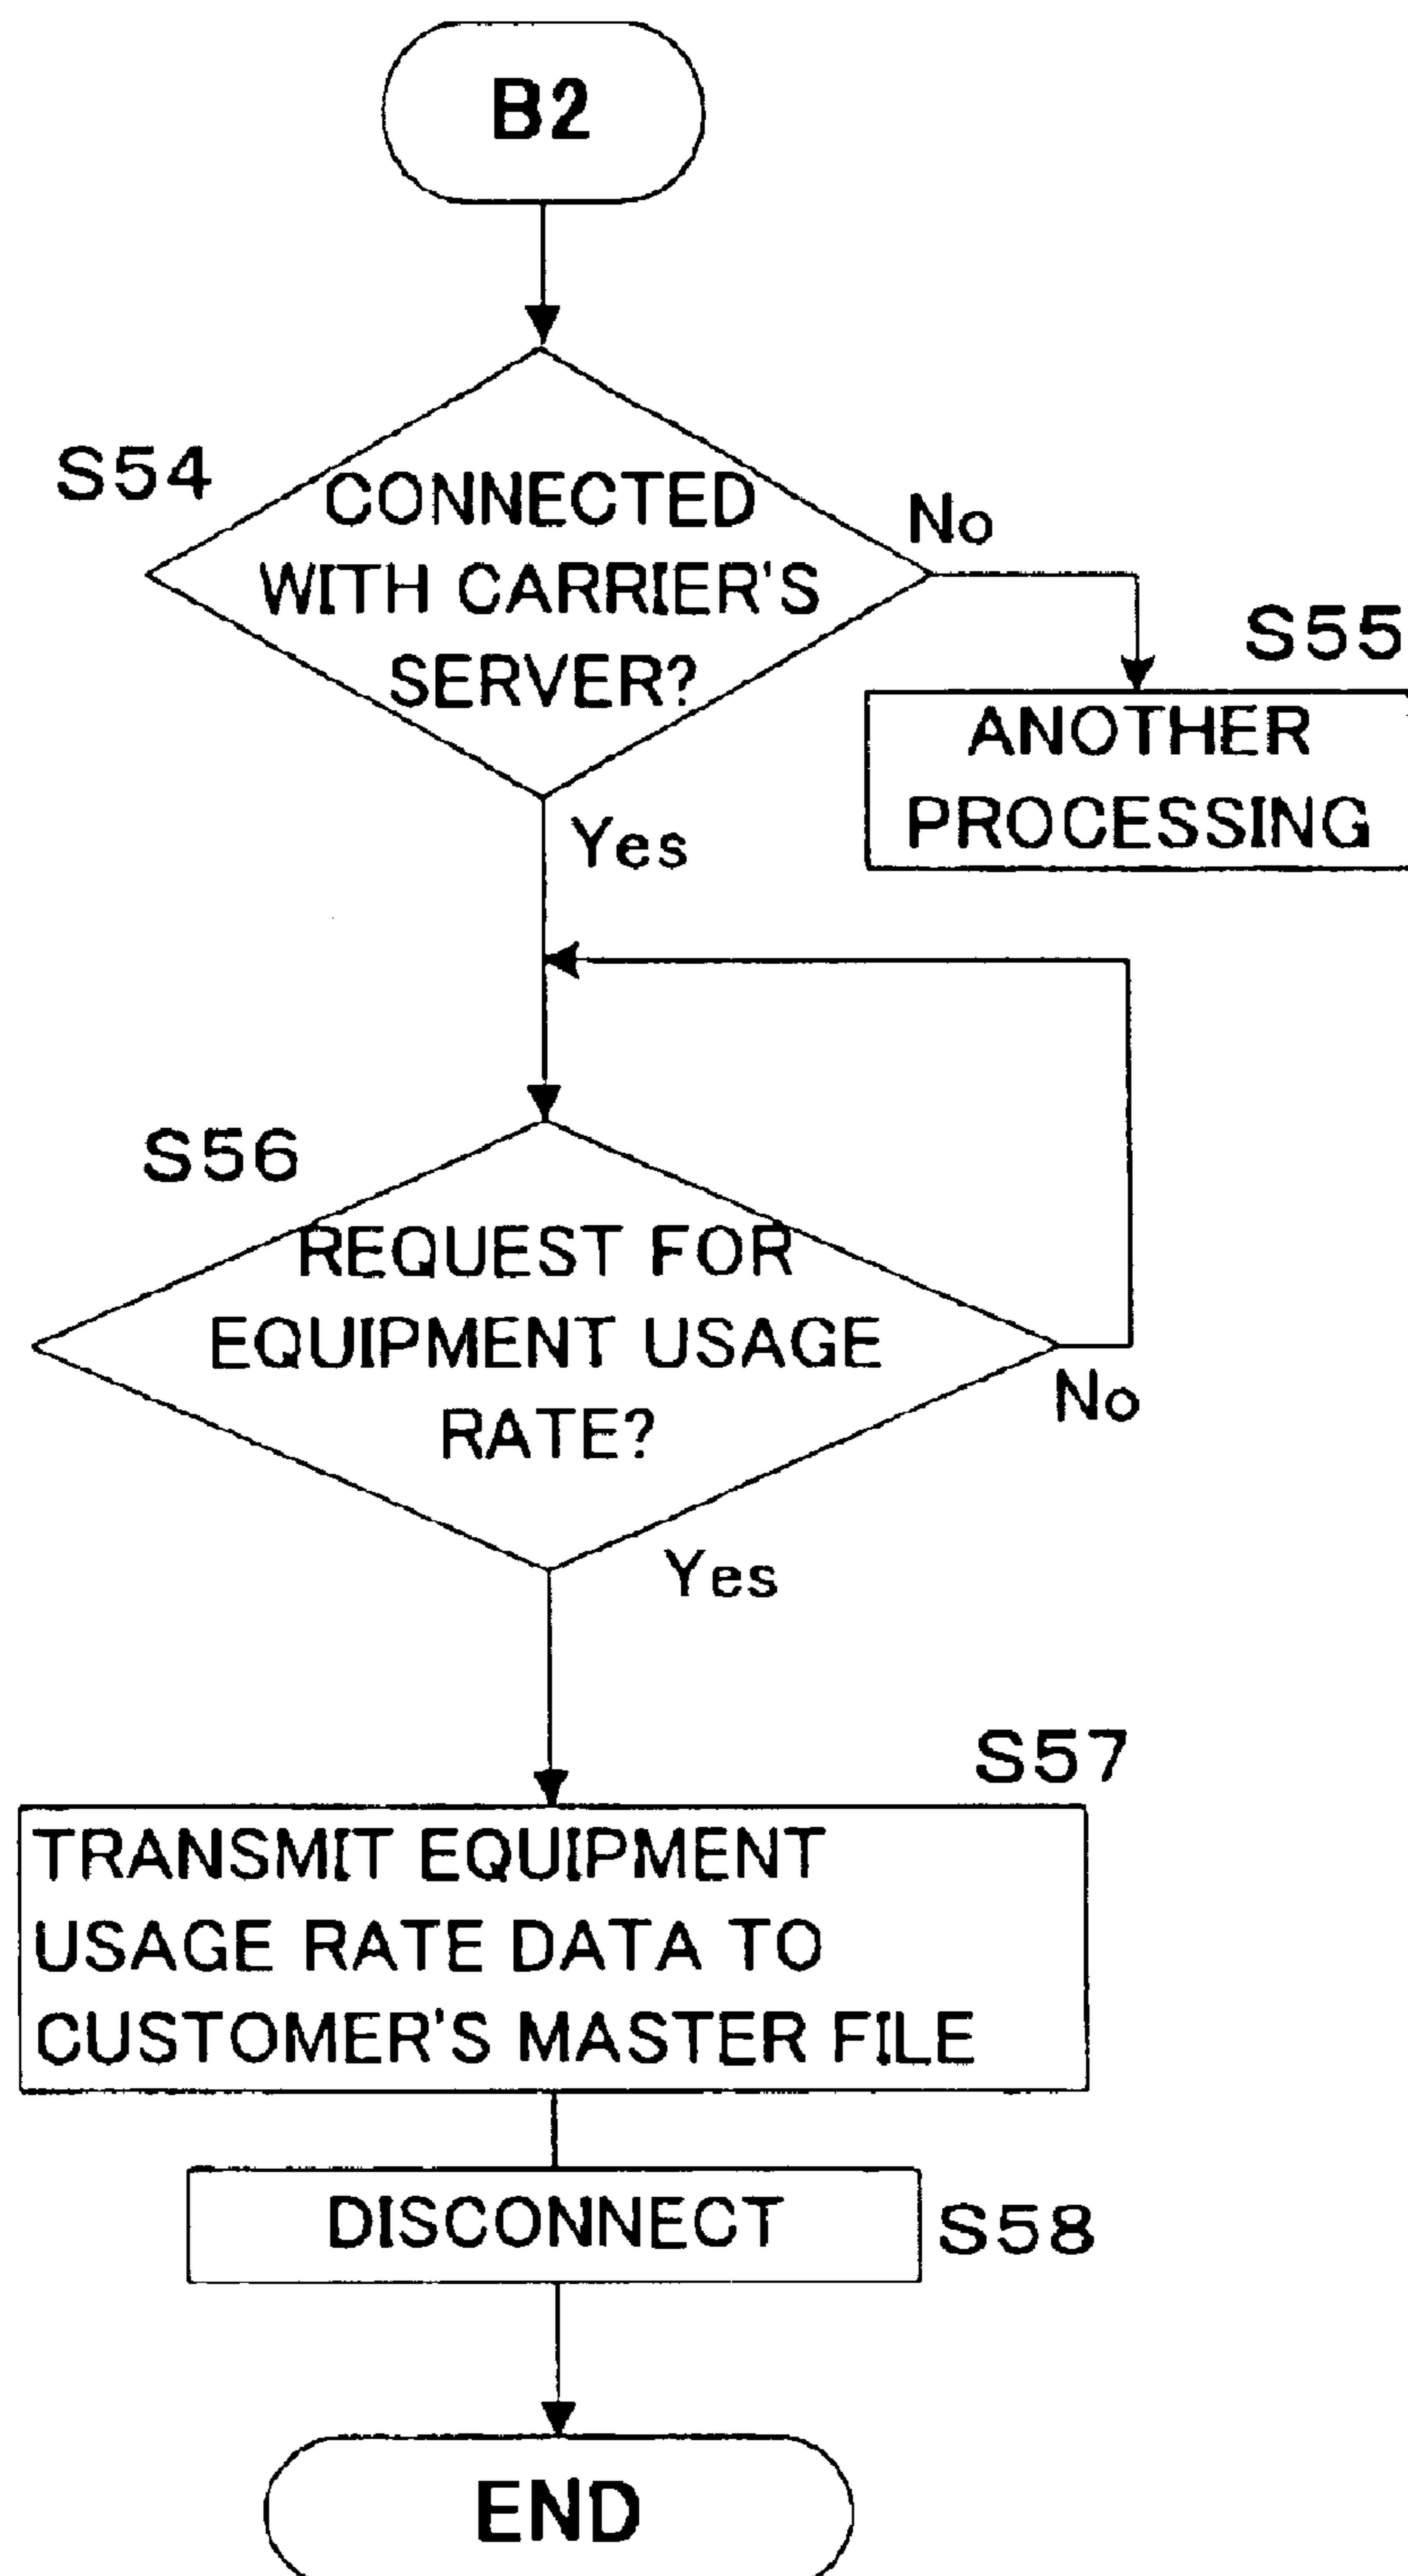 B2
S54
CONNECTED
WITH CARRIER'S
SERVER?
No
S55
ANOTHER
PROCESSING
Yes
S56
REQUEST FOR
EQUIPMENT USAGE
RATE?
No
Yes
S57
TRANSMIT EQUIPMENT
USAGE RATE DATA TO
CUSTOMER'S MASTER FILE
DISCONNECT
S58
END